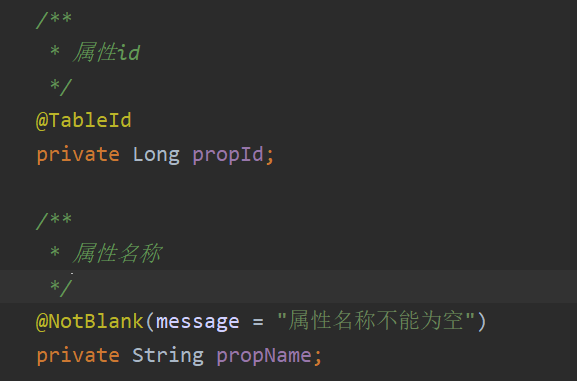 /**
* 属性id
*/
@TableId
private Long propId;
/**
* 属性名称
*/
@NotBlank(message = "属性名称不能为空")
private String propName;